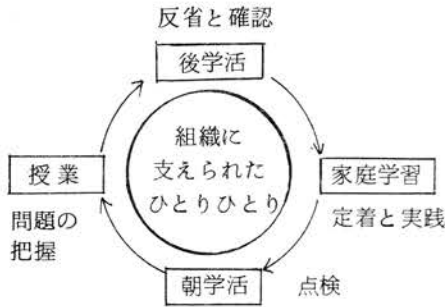 反省と確認
後学活
組織に
支えられた
ひとりひとり
授業
家庭学習
問題の
把握
定着と実践
朝学活
点検